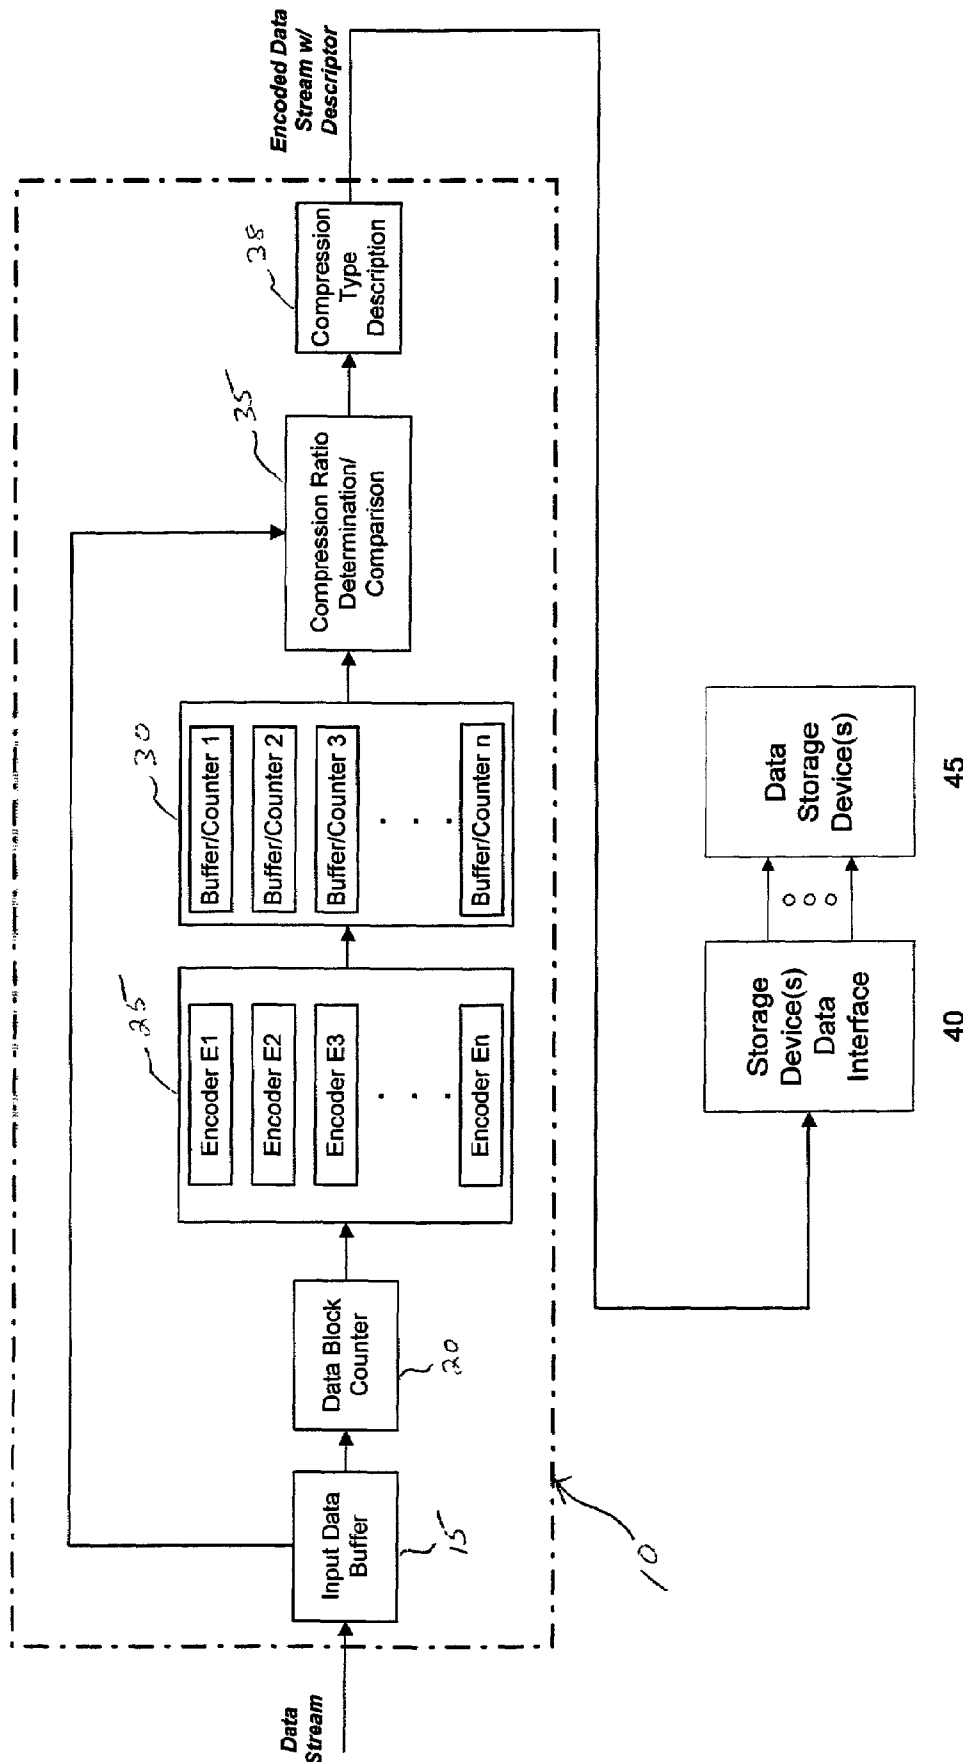 Data
Stream
Input Data
Buffer
15
Data Block
Counter
20
25
Encoder E1
Encoder E2
Encoder E3
. . .
Encoder En
30
Buffer/Counter 1
Buffer/Counter 2
Buffer/Counter 3
. . .
Buffer/Counter n
35
Compression Ratio
Determination/
Comparison
38
Compression
Type
Description
Encoded Data
Stream w/
Descriptor
10
Storage
Device(s)
Data
Interface
40
Data
Storage
Device(s)
45